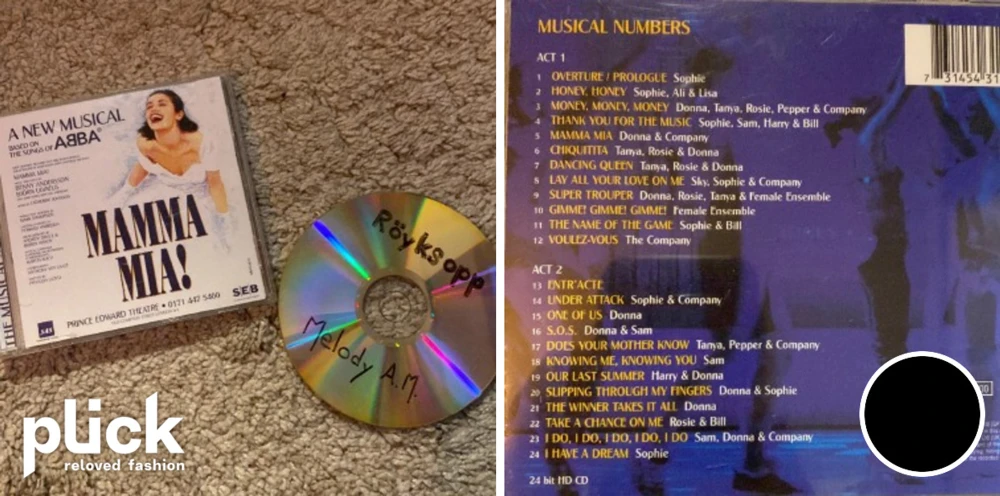 A NEW MUSICAL
BASED ON
THE SONGS OF ABBA
BENNY ANDERSSON
BJÖRN ULVAEUS
MAMMA
MIA!
PRINCE EDWARD THEATRE • 0171 447 5400
SEB
Röyksopp
Melody A.M.
plick
reloved fashion
MUSICAL NUMBERS
ACT 1
1 OVERTURE / PROLOGUE Sophie
2 HONEY, HONEY Sophie, Ali & Lisa
3 MONEY, MONEY, MONEY Donna, Tanya, Rosie, Pepper & Company
4 THANK YOU FOR THE MUSIC Sophie, Sam, Harry & Bill
5 MAMMA MIA Donna & Company
6 CHIQUITITA Tanya, Rosie & Donna
7 DANCING QUEEN Tanya, Rosie & Donna
8 LAY ALL YOUR LOVE ON ME Sky, Sophie & Company
9 SUPER TROUPER Donna, Rosie, Tanya & Female Ensemble
10 GIMME! GIMME! GIMME! Female Ensemble
11 THE NAME OF THE GAME Sophie & Bill
12 VOULEZ-VOUS The Company
ACT 2
13 ENTR'ACTE
14 UNDER ATTACK Sophie & Company
15 ONE OF US Donna
16 S.O.S. Donna & Sam
17 DOES YOUR MOTHER KNOW Tanya, Pepper & Company
18 KNOWING ME, KNOWING YOU Sam
19 OUR LAST SUMMER Harry & Donna
20 SLIPPING THROUGH MY FINGERS Donna & Sophie
21 THE WINNER TAKES IT ALL Donna
22 TAKE A CHANCE ON ME Rosie & Bill
23 I DO, I DO, I DO, I DO, I DO Sam, Donna & Company
24 I HAVE A DREAM Sophie
24 bit HD CD
7 31454 31